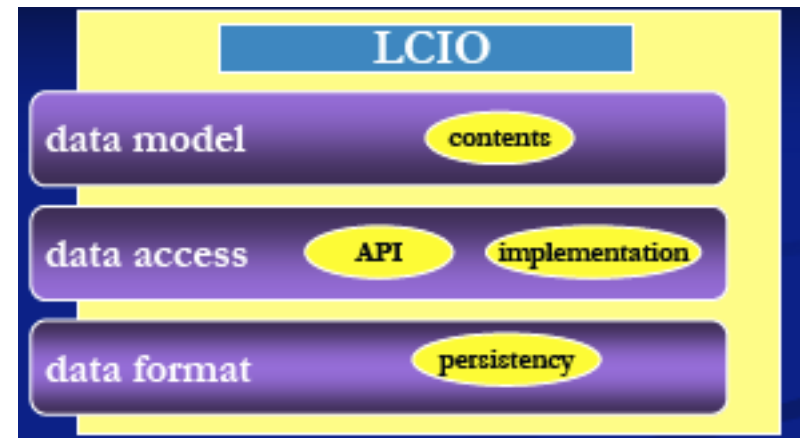 LCIO
data model contents
data access API implementation
data format persistency